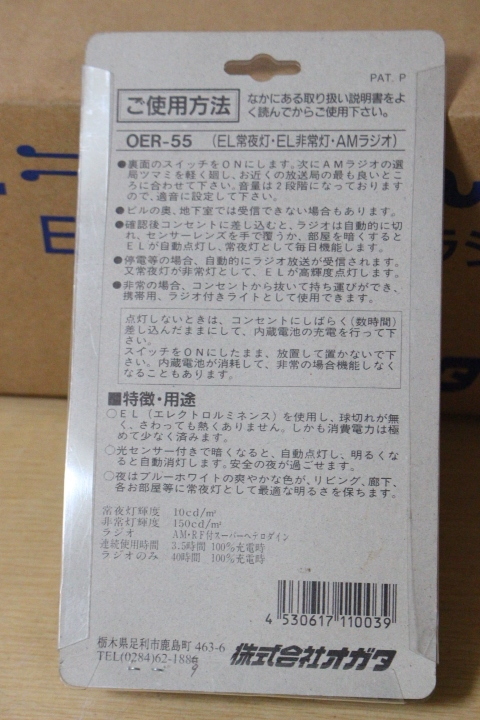 PAT. P
ご使用方法
なかにある取り扱い説明書をよ
く読んでからご使用下さい。
OER-55 (EL常夜灯・EL非常灯・AMラジオ)
●裏面のスイッチをONにします。次にAMラジオの選
局ツマミを軽く廻し、お近くの放送局の最も良いとこ
ろに合わせて下さい。音量は2段階になっております
ので、適音に設定して下さい。
●ビルの奥、地下室では受信できない場合もあります。
●確認後コンセントに差し込むと、ラジオは自動的に切
れ、センサーレンズを手で覆うか、部屋を暗くすると
ELが自動点灯し、常夜灯として毎日機能します。
●停電等の場合、自動的にラジオ放送が受信されます。
又常夜灯が非常灯として、ELが高輝度点灯します。
●非常の場合、コンセントから抜いて持ち運びができ、
携帯用、ラジオ付きライトとして使用できます。
点灯しないときは、コンセントにしばらく(数時間)
差し込んだままにして、内蔵電池の充電を行って下
さい。
スイッチをONにしたまま、放置して置かないで下
さい。内蔵電池が消耗して、非常の場合機能しなく
なることもあります。
■特徴・用途
○EL(エレクトロルミネンス)を使用し、球切れが無
く、さわっても熱くありません。しかも消費電力は極
めて少なく済みます。
○光センサー付きで暗くなると、自動点灯し、明るくな
ると自動消灯します。安全の夜が過ごせます。
○夜はブルーホワイトの爽やかな色が、リビング、廊下、
各お部屋等に常夜灯として最適な明るさを保ちます。
常夜灯輝度 10cd/㎡
非常灯輝度 150cd/㎡
ラジオ AM・RF付スーパーヘテロダイン
連続使用時間 3.5時間 100%充電時
ラジオのみ 40時間 100%充電時
4 530617 110039
栃木県足利市鹿島町 463-6
TEL(0284)62-188
株式会社オガタ
ガタ